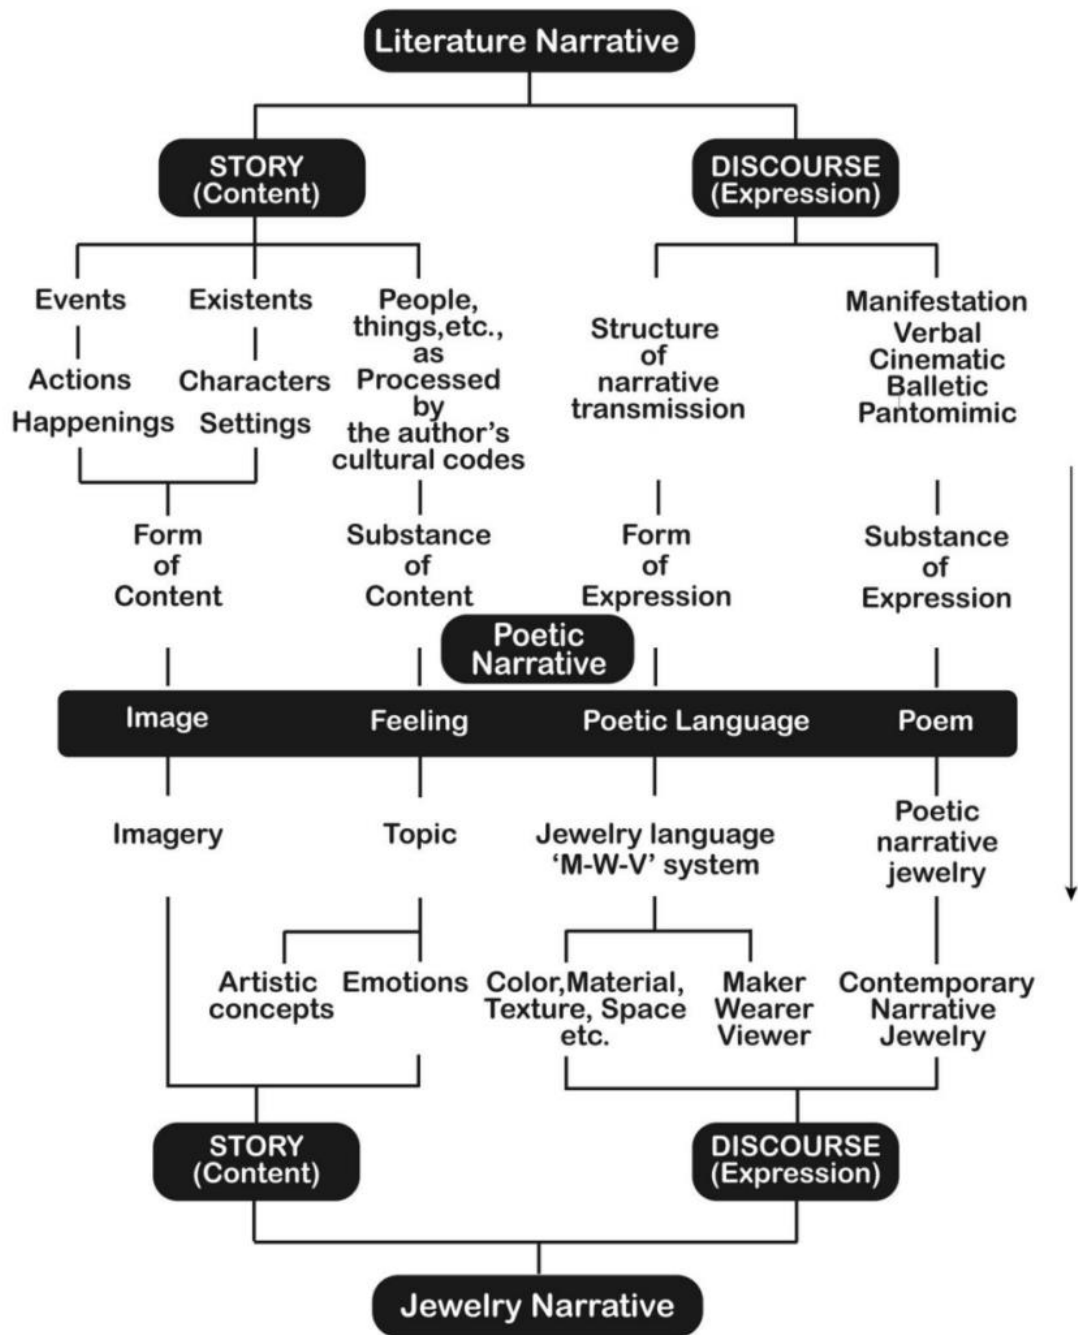 Literature Narrative
STORY
(Content)
DISCOURSE
(Expression)
Events
Actions
Happenings
Existents
Characters
Settings
People,
things,etc.,
as
Processed
by
the author's
cultural codes
Structure
of
narrative
transmission
Manifestation
Verbal
Cinematic
Balletic
Pantomimic
Form
of
Content
Substance
of
Content
Form
of
Expression
Substance
of
Expression
Poetic
Narrative
Image
Feeling
Poetic Language
Poem
Imagery
Topic
Jewelry language
‘M-W-V’ system
Poetic
narrative
jewelry
Artistic
concepts
Emotions
Color,Material,
Texture, Space
etc.
Maker
Wearer
Viewer
Contemporary
Narrative
Jewelry
STORY
(Content)
DISCOURSE
(Expression)
Jewelry Narrative